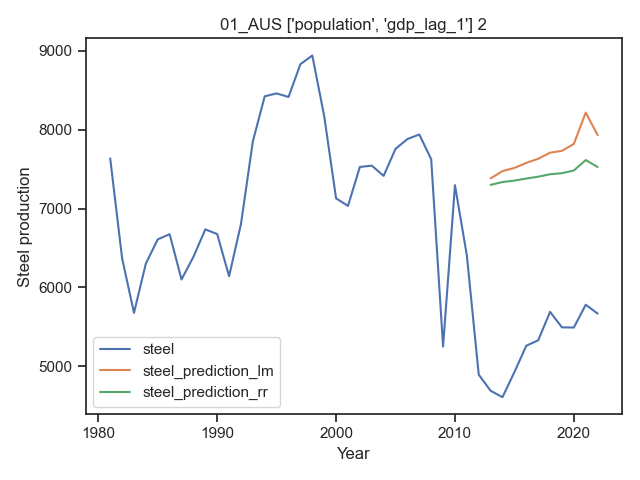 01_AUS ['population', 'gdp_lag_1'] 2
9000
8000
7000
6000
5000
Steel production
steel
steel_prediction_lm
steel_prediction_rr
1980
1990
2000
2010
2020
Year